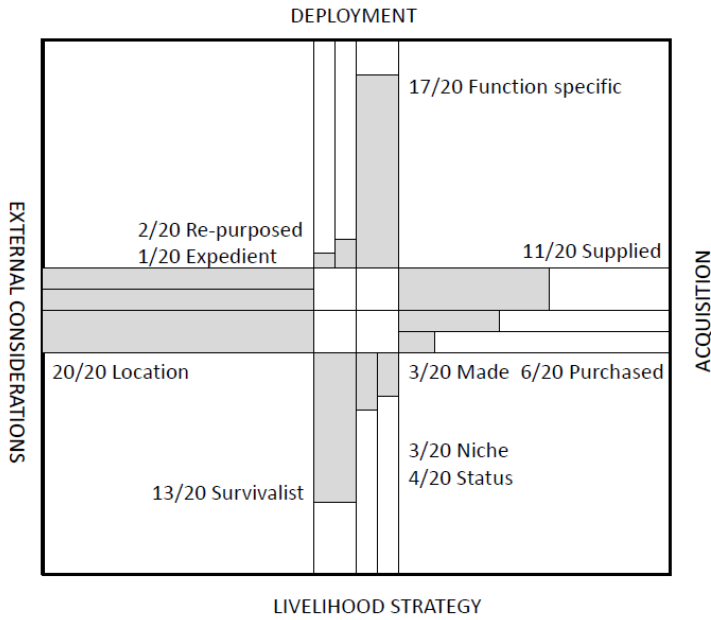 DEPLOYMENT
17/20 Function specific
2/20 Re-purposed
1/20 Expedient
11/20 Supplied
EXTERNAL CONSIDERATIONS
ACQUISITION
20/20 Location
3/20 Made 6/20 Purchased
3/20 Niche
4/20 Status
13/20 Survivalist
LIVELIHOOD STRATEGY